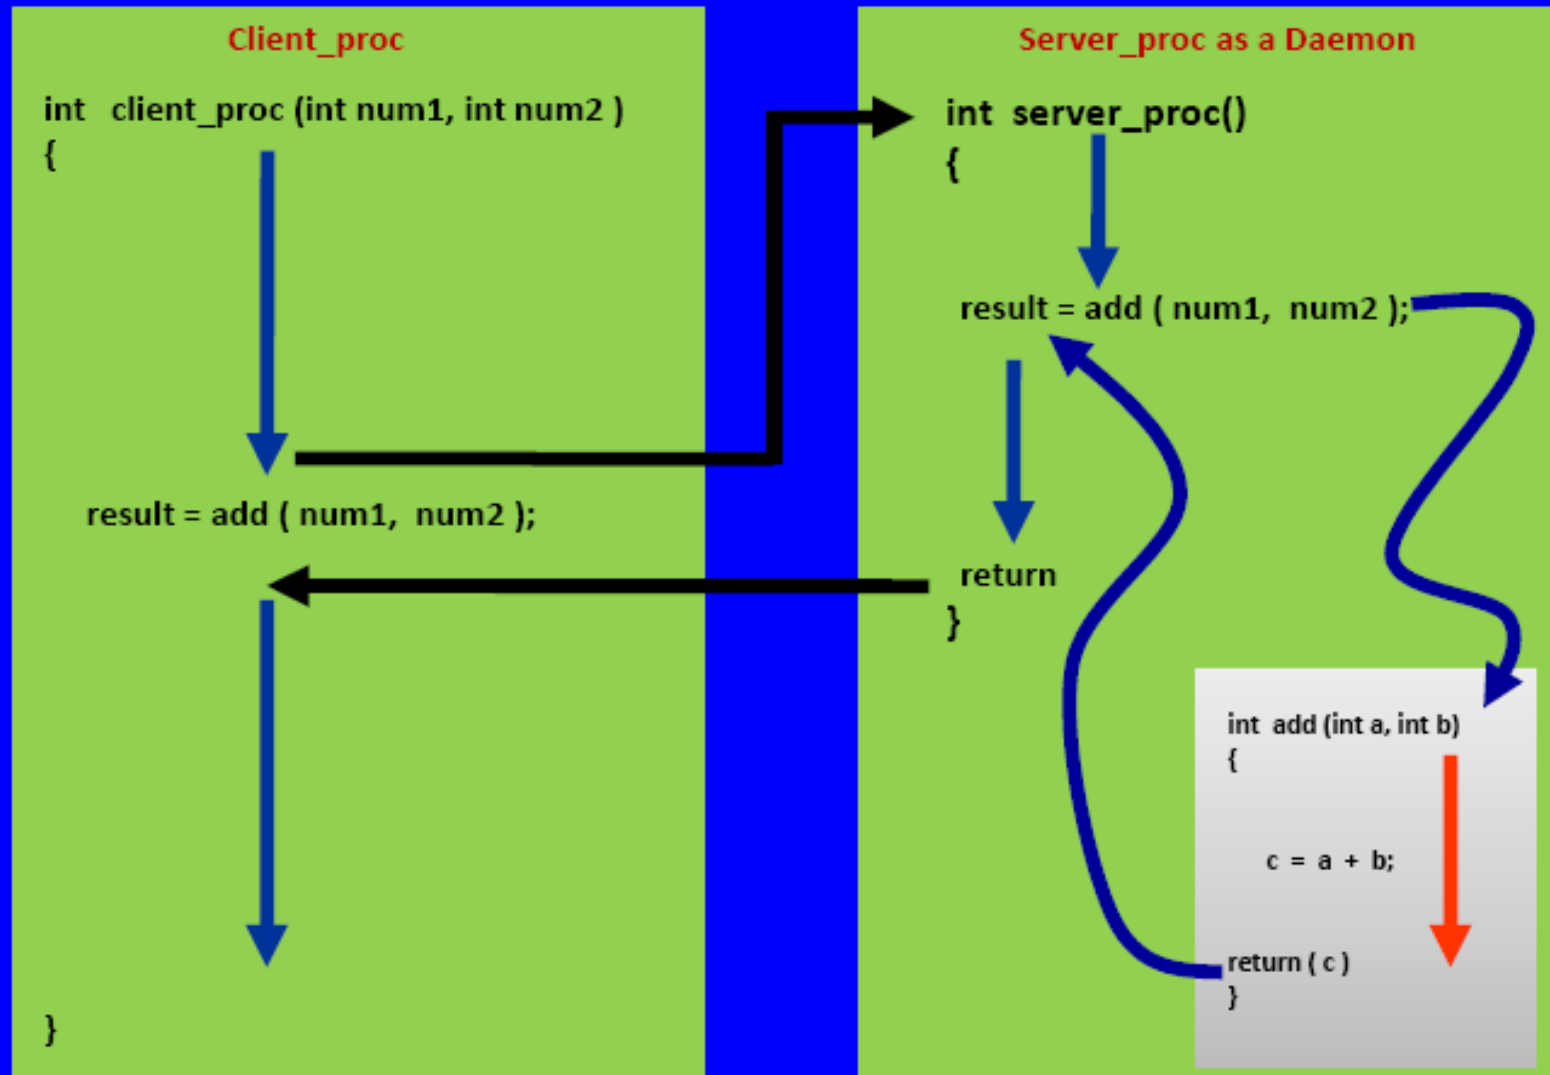 Client_proc
int client_proc (int num1, int num2 )
{
result = add ( num1, num2 );
}
Server_proc as a Daemon
int server_proc()
{
result = add ( num1, num2 );
return
}
int add (int a, int b)
{
c = a + b;
return ( c )
}